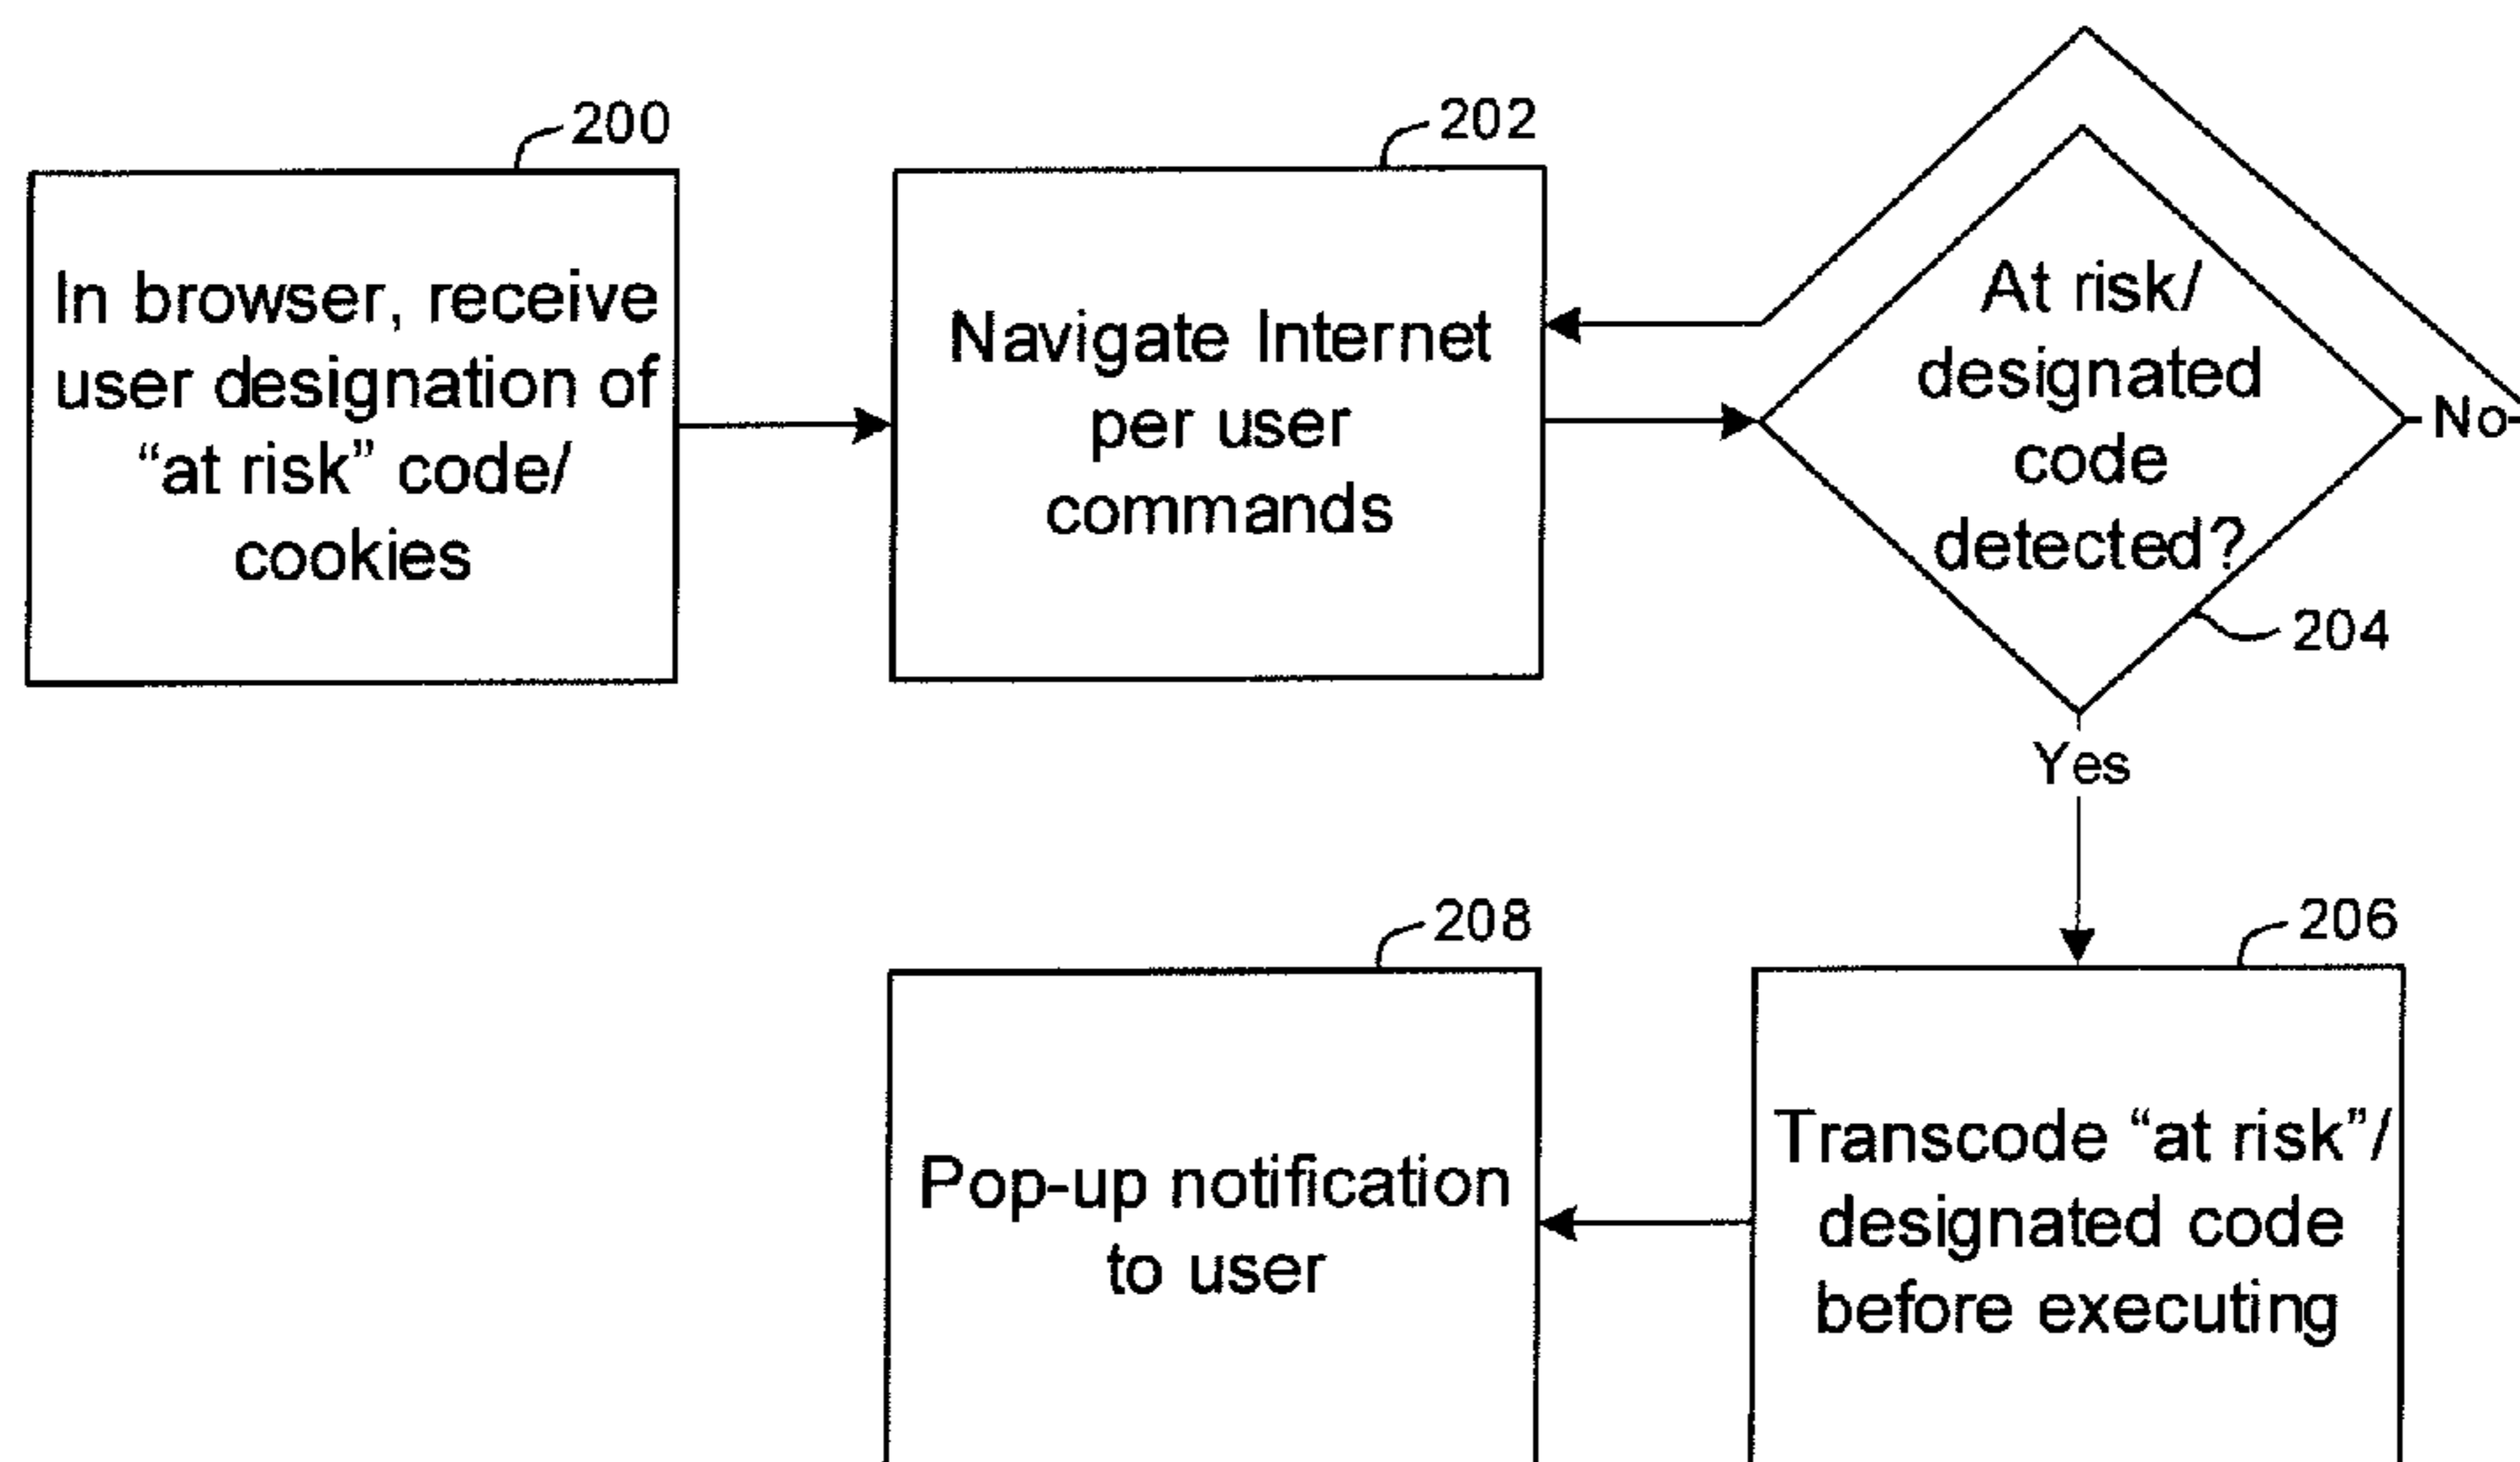 200
In browser, receive
user designation of
“at risk” code/
cookies
202
Navigate Internet
per user
commands
At risk/
designated
code
detected?
No
204
Yes
206
Transcode “at risk”/
designated code
before executing
208
Pop-up notification
to user